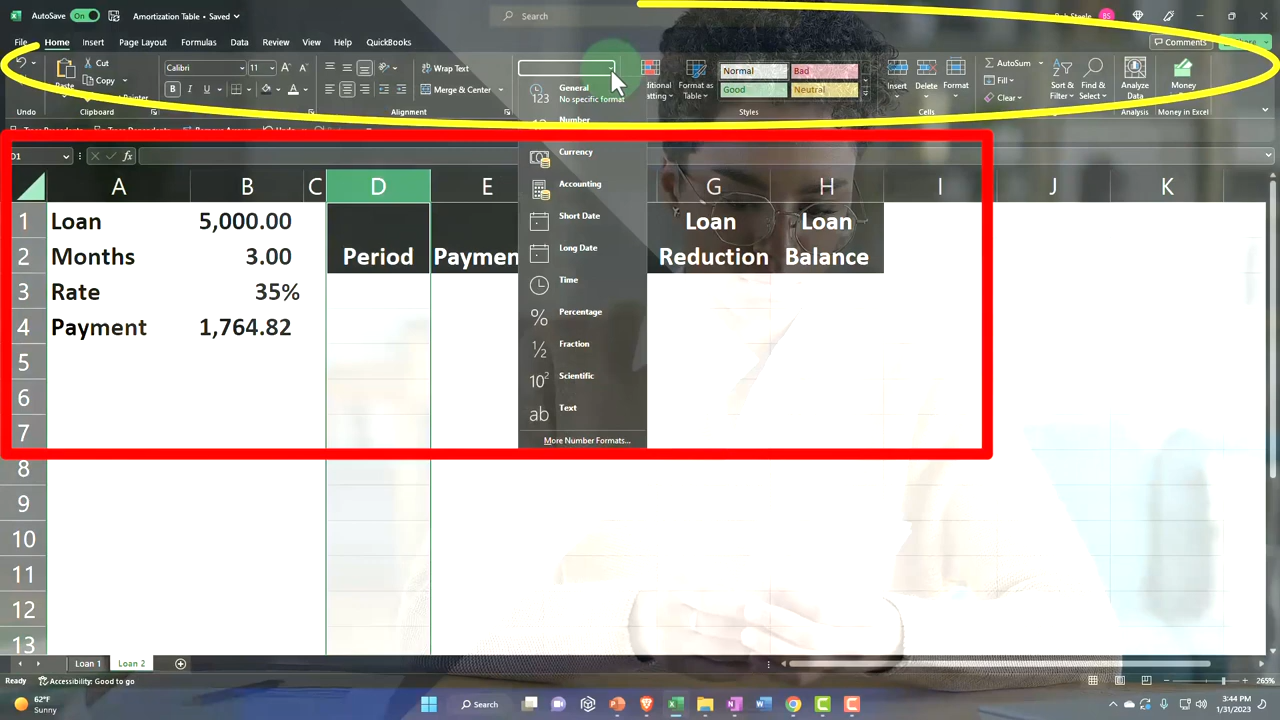 AutoSave On Amortization Table • Saved
Search
BS
File Home Insert Page Layout Formulas Data Review View Help QuickBooks
Comments
Cut
Calibri 11
Wrap Text
Merge & Center
Format as
Table
Normal Bad
Good Neutral
Insert Delete Format
AutoSum
Fill
Clear
Sort &
Filter
Find &
Select
Analyze
Data
Money
Undo Clipboard Alignment Styles Cells Analysis Money in Excel
123 General
No specific format
Number
D1 fx
Currency
Accounting
Short Date
Long Date
Time
% Percentage
1/2 Fraction
10² Scientific
ab Text
More Number Formats...
A B C D E G H I J K
1 Loan 5,000.00 Loan Loan
2 Months 3.00 Period Paymen Reduction Balance
3 Rate 35%
4 Payment 1,764.82
5
6
7
8
9
10
11
12
13
Loan 1 Loan 2
Ready Accessibility: Good to go 265%
62°F
Sunny
Search
3:44 PM
1/31/2023